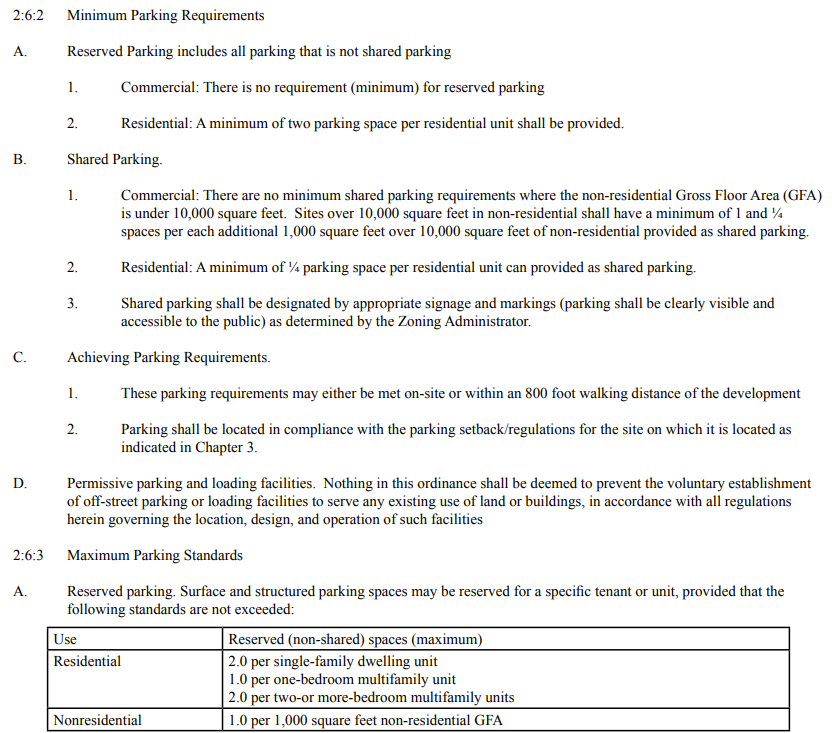 2:6:2 Minimum Parking Requirements
A. Reserved Parking includes all parking that is not shared parking
1. Commercial: There is no requirement (minimum) for reserved parking
2. Residential: A minimum of two parking space per residential unit shall be provided.
B. Shared Parking.
1. Commercial: There are no minimum shared parking requirements where the non-residential Gross Floor Area (GFA)
is under 10,000 square feet. Sites over 10,000 square feet in non-residential shall have a minimum of 1 and ¼
spaces per each additional 1,000 square feet over 10,000 square feet of non-residential provided as shared parking.
2. Residential: A minimum of ¼ parking space per residential unit can provided as shared parking.
3. Shared parking shall be designated by appropriate signage and markings (parking shall be clearly visible and
accessible to the public) as determined by the Zoning Administrator.
C. Achieving Parking Requirements.
1. These parking requirements may either be met on-site or within an 800 foot walking distance of the development
2. Parking shall be located in compliance with the parking setback/regulations for the site on which it is located as
indicated in Chapter 3.
D. Permissive parking and loading facilities. Nothing in this ordinance shall be deemed to prevent the voluntary establishment
of off-street parking or loading facilities to serve any existing use of land or buildings, in accordance with all regulations
herein governing the location, design, and operation of such facilities
2:6:3 Maximum Parking Standards
A. Reserved parking. Surface and structured parking spaces may be reserved for a specific tenant or unit, provided that the
following standards are not exceeded:
Use Reserved (non-shared) spaces (maximum)
Residential 2.0 per single-family dwelling unit
1.0 per one-bedroom multifamily unit
2.0 per two-or more-bedroom multifamily units
Nonresidential 1.0 per 1,000 square feet non-residential GFA